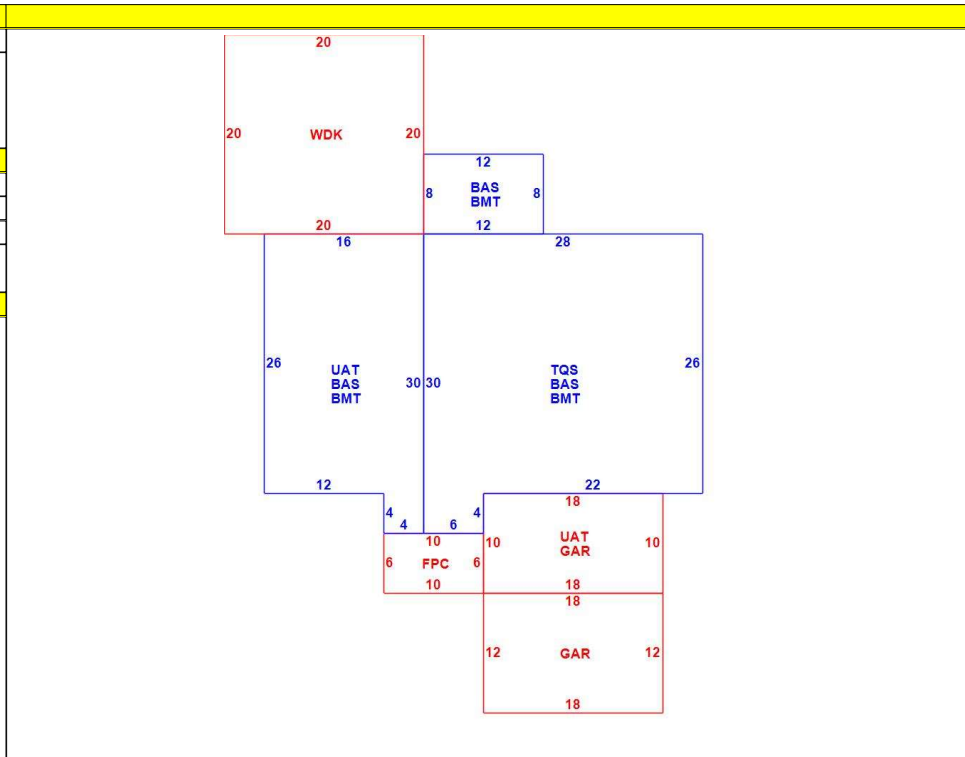 20
20 WDK 20
12
8 BAS 8
BMT
20 12
16 28
26 UAT 30 30 TQS 26
BAS BAS
BMT BMT
12 22
4 4 18
4 6
10 10 UAT 10
6 FPC 6 GAR
10 18
18
12 GAR 12
18